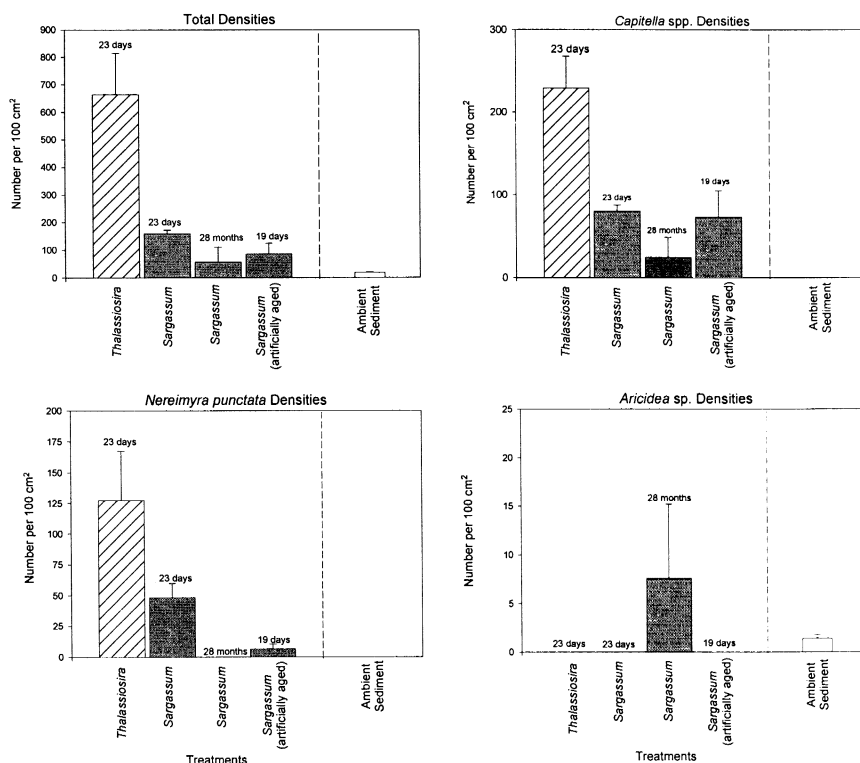 Total Densities
Number per 100 cm²
900
800
700
600
500
400
300
200
100
0
23 days
23 days
28 months
19 days
Thalassiosira
Sargassum
Sargassum
Sargassum
(artificially aged)
Ambient
Sediment
Capitella spp. Densities
Number per 100 cm²
300
200
100
0
23 days
23 days
28 months
19 days
Thalassiosira
Sargassum
Sargassum
Sargassum
(artificially aged)
Ambient
Sediment
Nereimyra punctata Densities
Number per 100 cm²
200
175
150
125
100
75
50
25
0
23 days
23 days
28 months
19 days
Thalassiosira
Sargassum
Sargassum
Sargassum
(artificially aged)
Ambient
Sediment
Treatments
Aricidea sp. Densities
Number per 100 cm²
25
20
15
10
5
0
23 days
23 days
28 months
19 days
Thalassiosira
Sargassum
Sargassum
Sargassum
(artificially aged)
Ambient
Sediment
Treatments